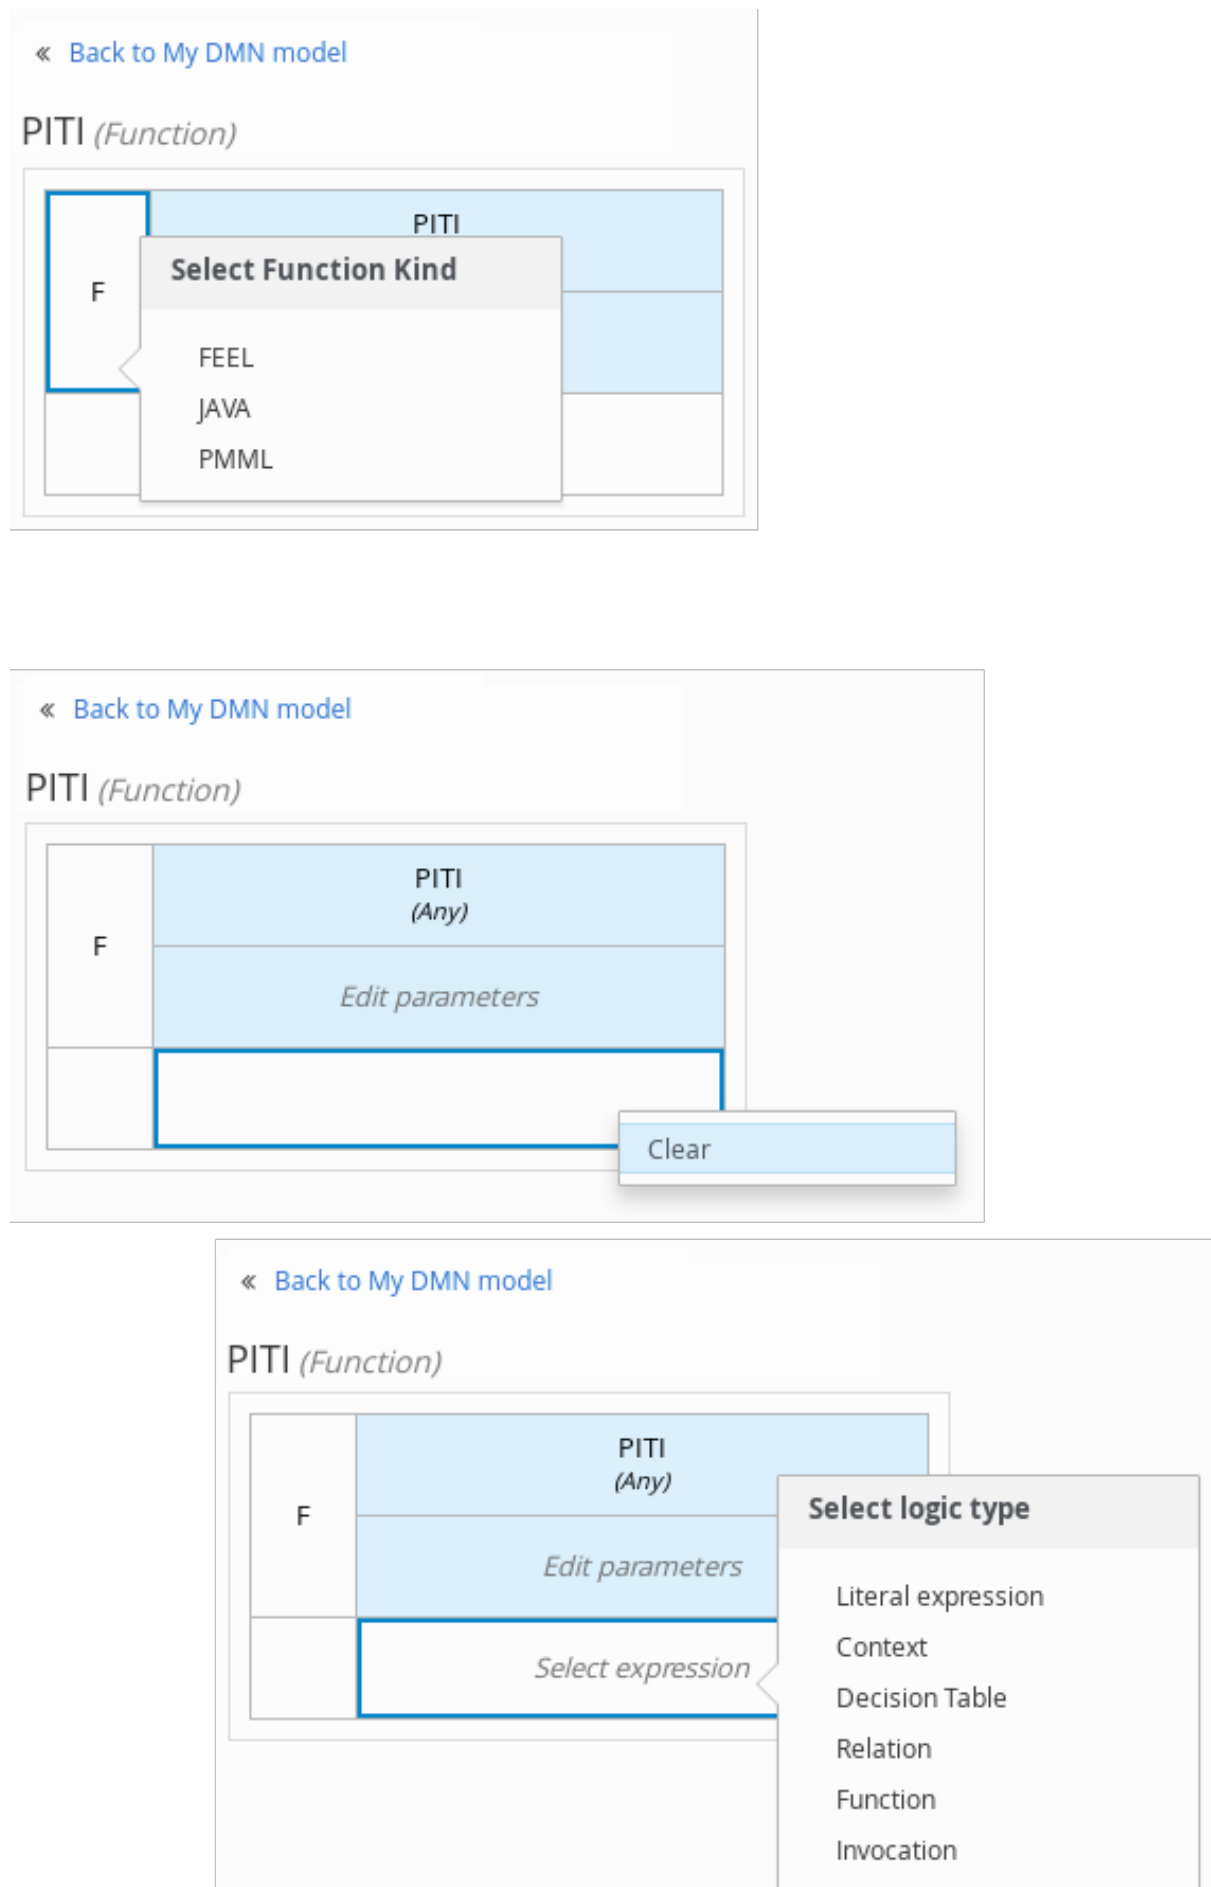 « Back to My DMN model
PITI (Function)
PITI
Select Function Kind
F
FEEL
JAVA
PMML
« Back to My DMN model
PITI (Function)
PITI
(Any)
F
Edit parameters
Clear
« Back to My DMN model
PITI (Function)
PITI
(Any)
Select logic type
F
Edit parameters
Literal expression
Context
Select expression
Decision Table
Relation
Function
Invocation